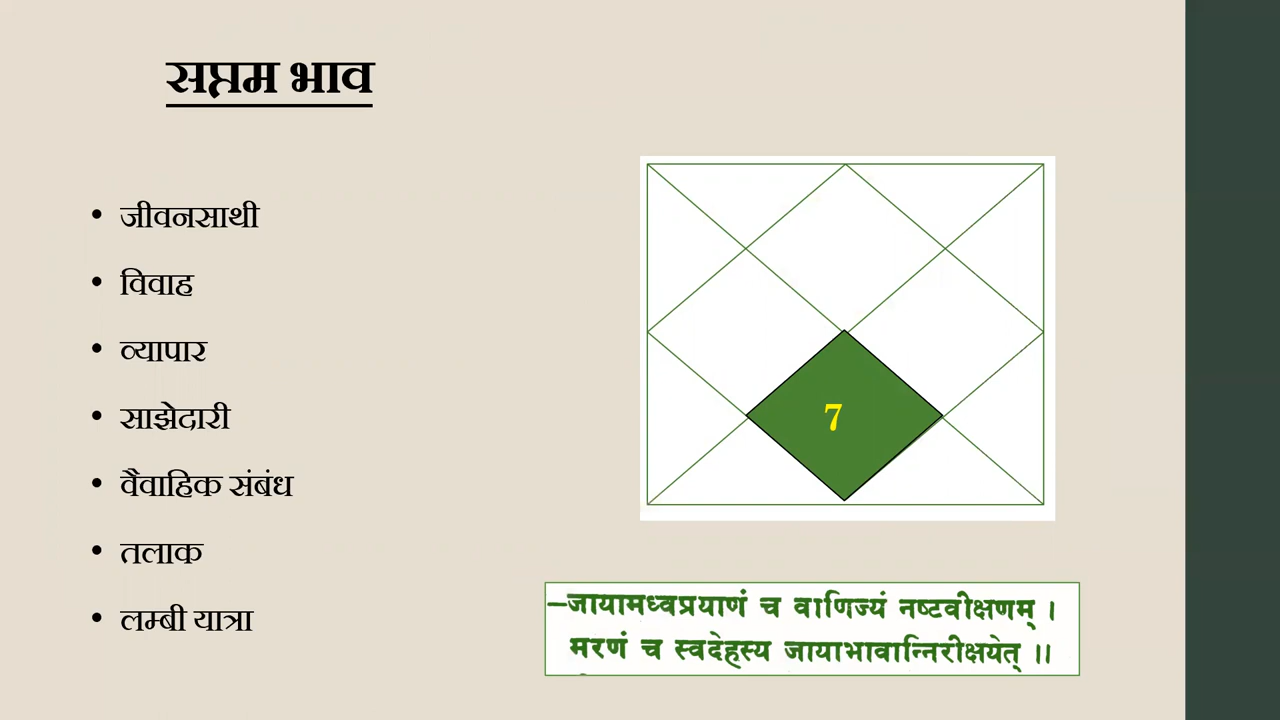 सप्तम भाव
• जीवनसाथी
• विवाह
• व्यापार
• साझेदारी
• वैवाहिक संबंध
• तलाक
• लम्बी यात्रा
7
–जायामध्वप्रयाणं च वाणिज्यं नष्टवीक्षणम् ।
मरणं च स्वदेहस्य जायाभावान्निरीक्षयेत् ।।